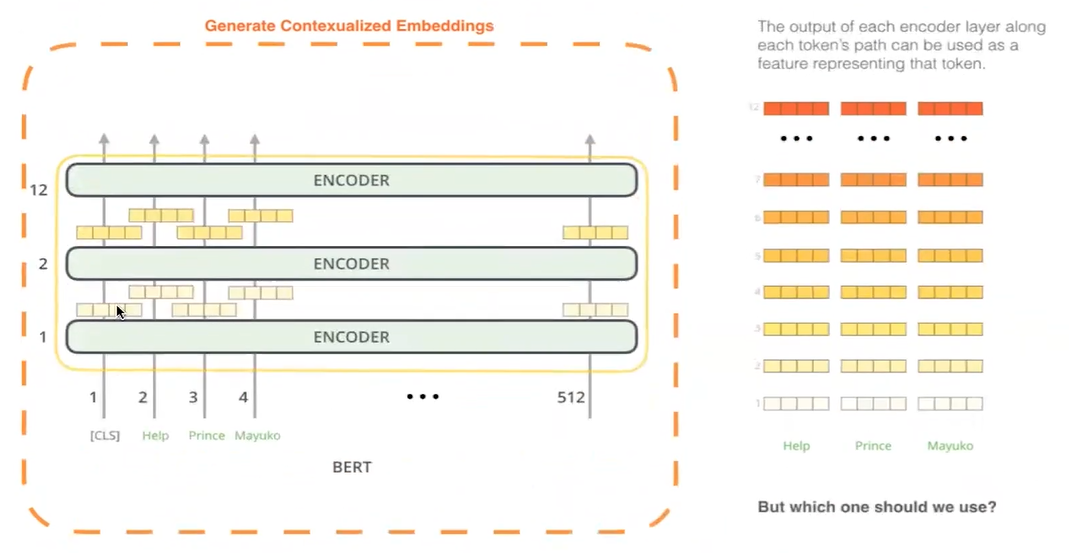 Generate Contexualized Embeddings
12 ENCODER
2 ENCODER
1 ENCODER
1 2 3 4 ••• 512
[CLS] Help Prince Mayuko
BERT
The output of each encoder layer along
each token's path can be used as a
feature representing that token.
12
••• ••• •••
7
6
5
4
3
2
1
Help Prince Mayuko
But which one should we use?